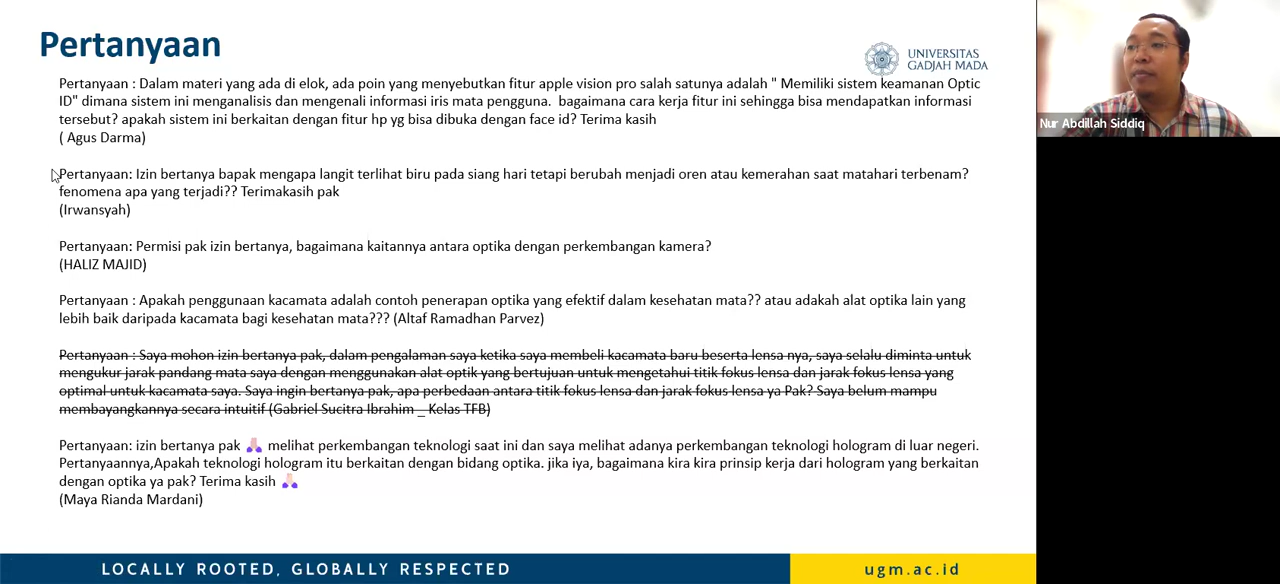 Pertanyaan
UNIVERSITAS
GADJAH MADA
Pertanyaan : Dalam materi yang ada di elok, ada poin yang menyebutkan fitur apple vision pro salah satunya adalah " Memiliki sistem keamanan Optic
ID" dimana sistem ini menganalisis dan mengenali informasi iris mata pengguna.  bagaimana cara kerja fitur ini sehingga bisa mendapatkan informasi
tersebut? apakah sistem ini berkaitan dengan fitur hp yg bisa dibuka dengan face id? Terima kasih
( Agus Darma)
Pertanyaan: Izin bertanya bapak mengapa langit terlihat biru pada siang hari tetapi berubah menjadi oren atau kemerahan saat matahari terbenam?
fenomena apa yang terjadi?? Terimakasih pak
(Irwansyah)
Pertanyaan: Permisi pak izin bertanya, bagaimana kaitannya antara optika dengan perkembangan kamera?
(HALIZ MAJID)
Pertanyaan : Apakah penggunaan kacamata adalah contoh penerapan optika yang efektif dalam kesehatan mata?? atau adakah alat optika lain yang
lebih baik daripada kacamata bagi kesehatan mata??? (Altaf Ramadhan Parvez)
Pertanyaan : Saya mohon izin bertanya pak, dalam pengalaman saya ketika saya membeli kacamata baru beserta lensa nya, saya selalu diminta untuk
mengukur jarak pandang mata saya dengan menggunakan alat optik yang bertujuan untuk mengetahui titik fokus lensa dan jarak fokus lensa yang
optimal untuk kacamata saya. Saya ingin bertanya pak, apa perbedaan antara titik fokus lensa dan jarak fokus lensa ya Pak? Saya belum mampu
membayangkannya secara intuitif (Gabriel Sucitra Ibrahim _ Kelas TFB)
Pertanyaan: izin bertanya pak 🙏🏻 melihat perkembangan teknologi saat ini dan saya melihat adanya perkembangan teknologi hologram di luar negeri.
Pertanyaannya,Apakah teknologi hologram itu berkaitan dengan bidang optika. jika iya, bagaimana kira kira prinsip kerja dari hologram yang berkaitan
dengan optika ya pak? Terima kasih 🙏🏻
(Maya Rianda Mardani)
LOCALLY ROOTED, GLOBALLY RESPECTED
ugm.ac.id
Nur Abdillah Siddiq